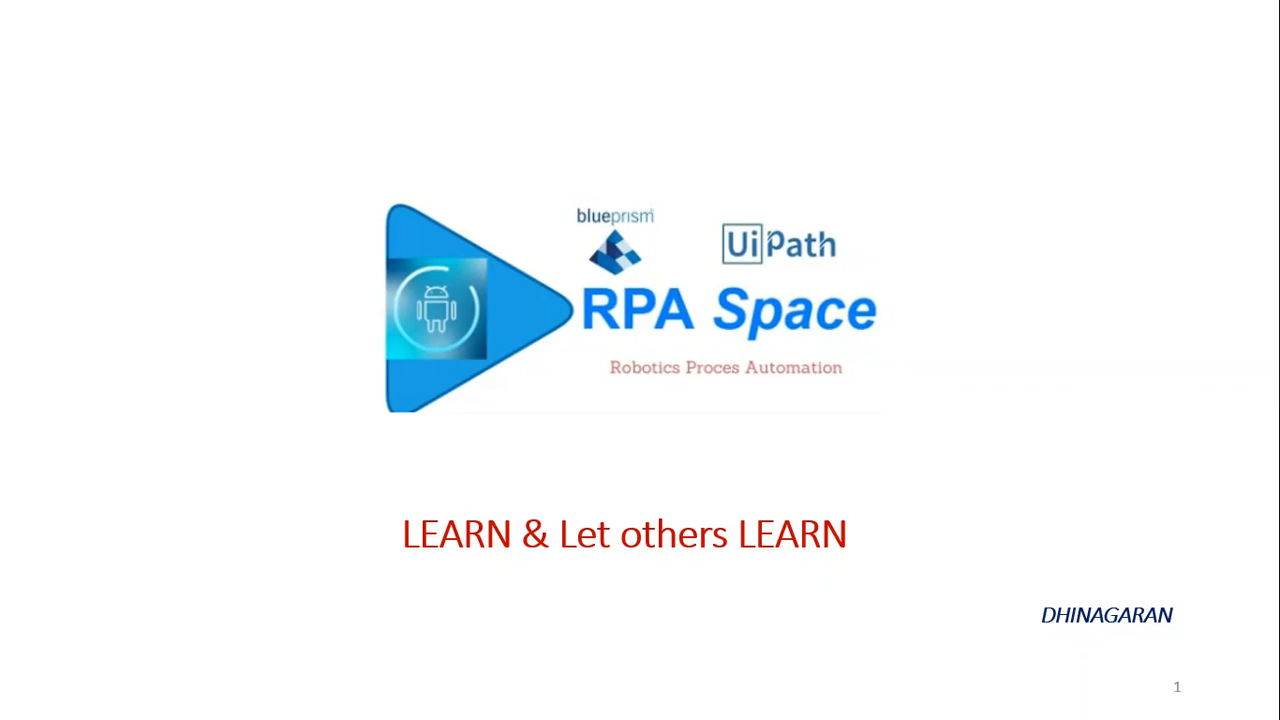 blueprism
UiPath
RPA Space
Robotics Proces Automation
LEARN & Let others LEARN
DHINAGARAN
1